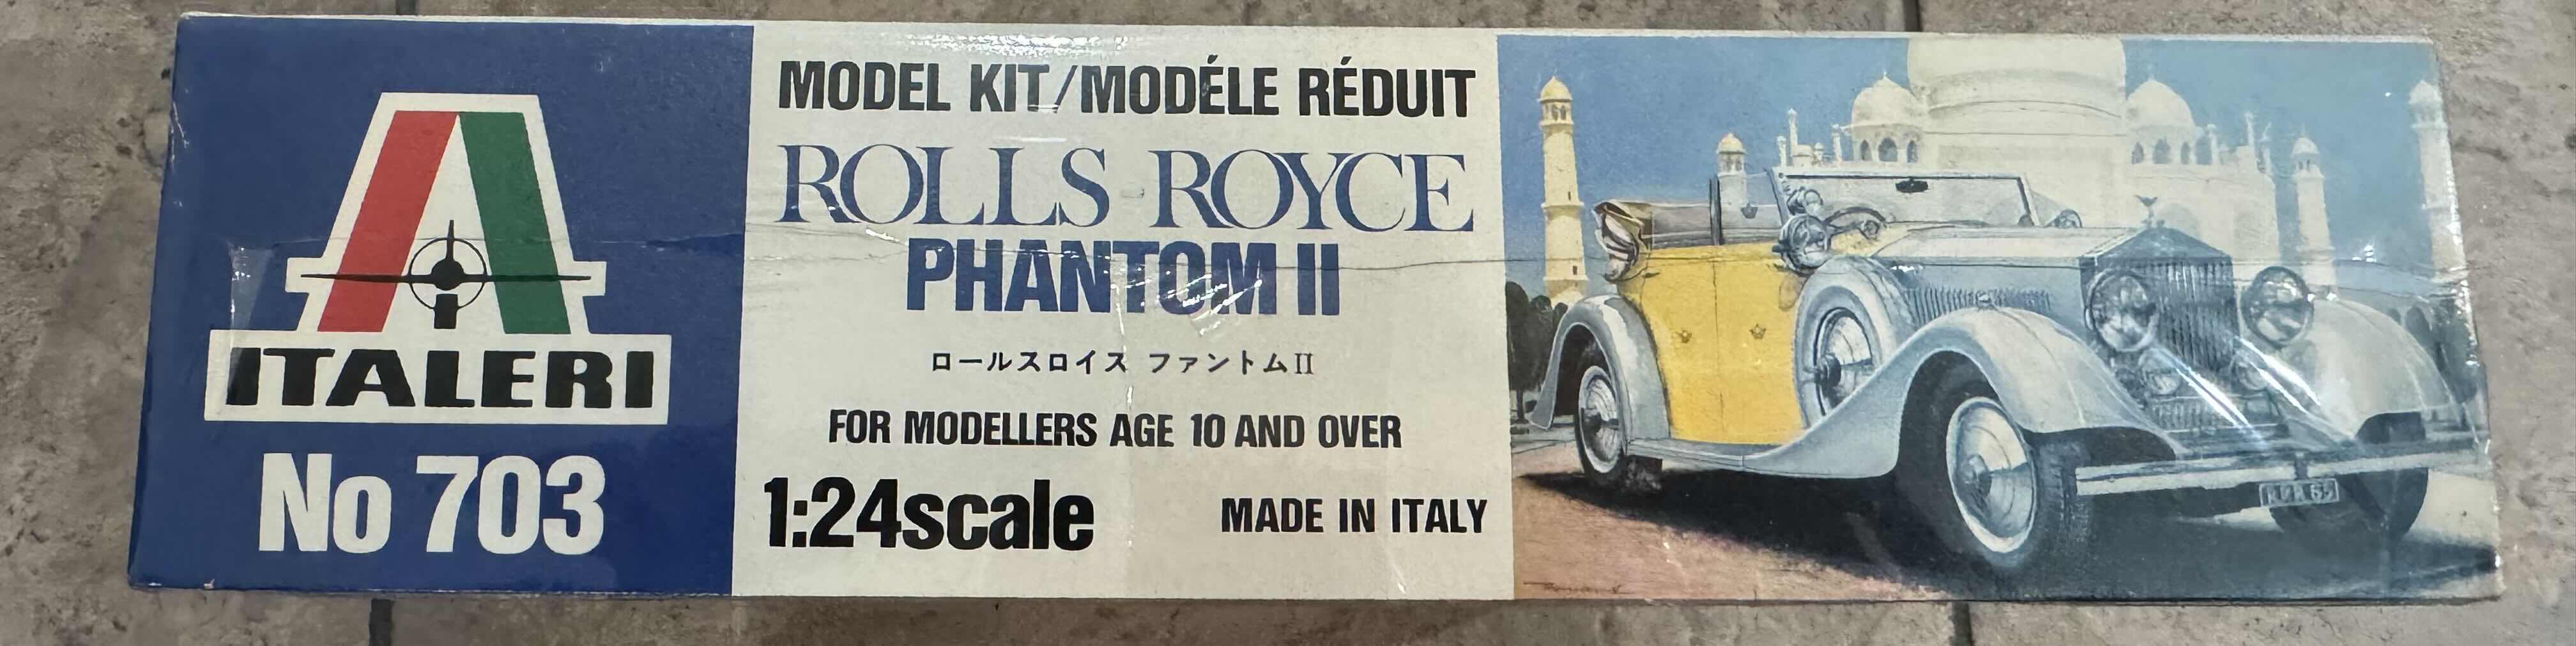 ITALERI
No 703
MODEL KIT/MODÉLE RÉDUIT
ROLLS-ROYCE
PHANTOM II
ロールスロイス ファントムII
FOR MODELLERS AGE 10 AND OVER
1:24scale
MADE IN ITALY